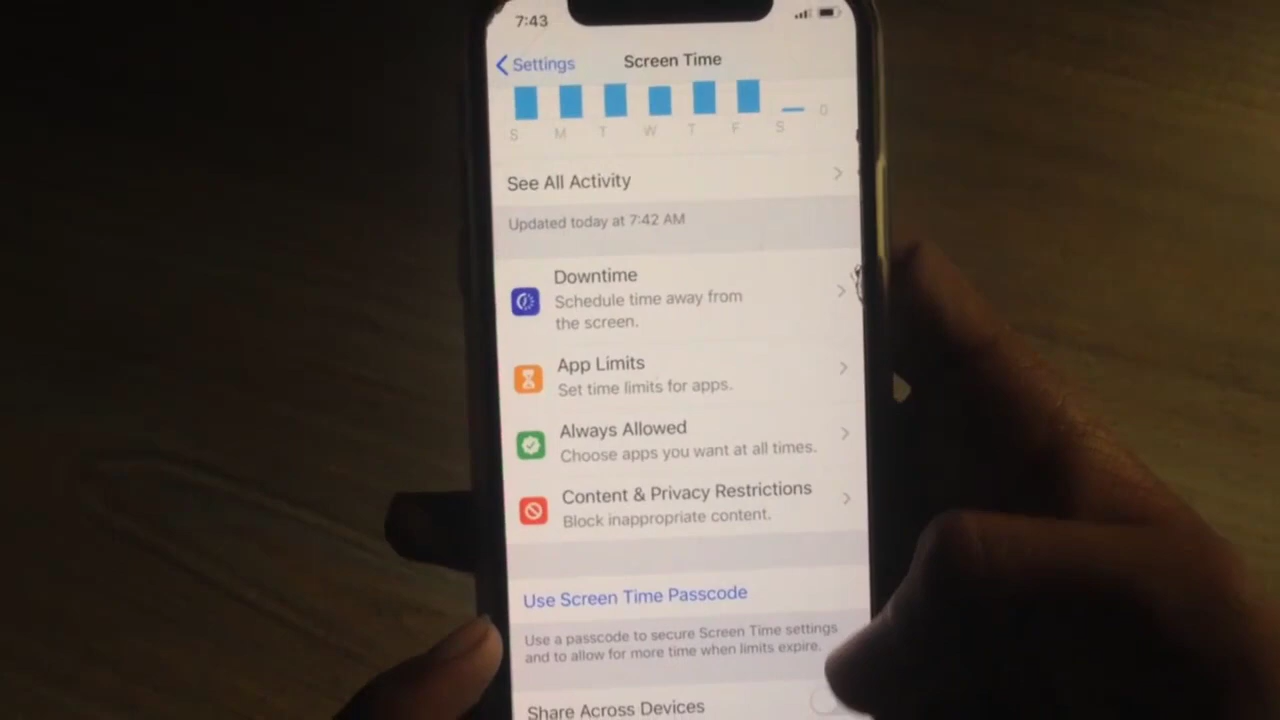 7:43
Settings
Screen Time
0
S M T W T F S
See All Activity
Updated today at 7:42 AM
Downtime
Schedule time away from
the screen.
App Limits
Set time limits for apps.
Always Allowed
Choose apps you want at all times.
Content & Privacy Restrictions
Block inappropriate content.
Use Screen Time Passcode
Use a passcode to secure Screen Time settings
and to allow for more time when limits expire.
Share Across Devices